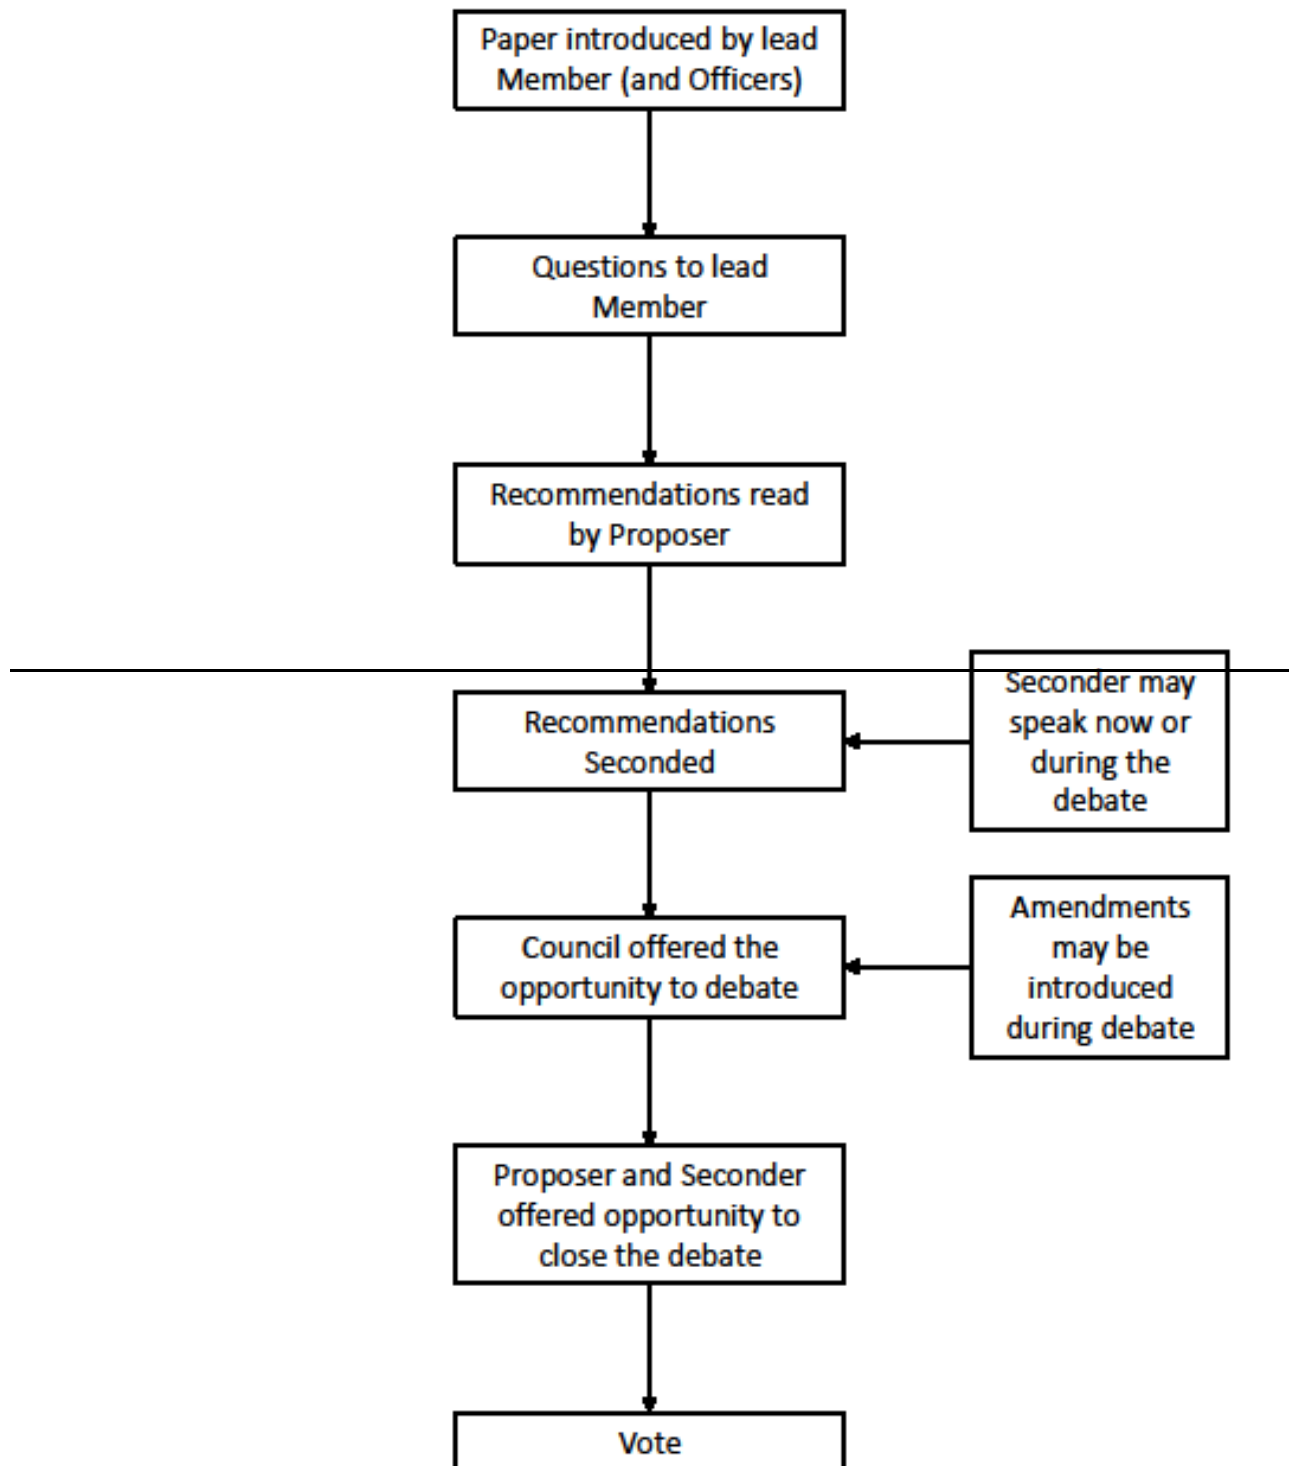 Paper introduced by lead
Member (and Officers)
Questions to lead
Member
Recommendations read
by Proposer
Recommendations
Seconded
Seconder may
speak now or
during the
debate
Council offered the
opportunity to debate
Amendments
may be
introduced
during debate
Proposer and Seconder
offered opportunity to
close the debate
Vote